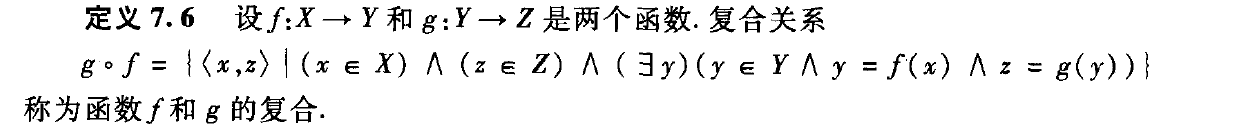 定义 7.6 设 f:X → Y 和 g:Y → Z 是两个函数. 复合关系
g∘f = {⟨x,z⟩|(x ∈ X) ∧ (z ∈ Z) ∧ (∃y)(y ∈ Y ∧ y = f(x) ∧ z = g(y))}
称为函数 f 和 g 的复合.